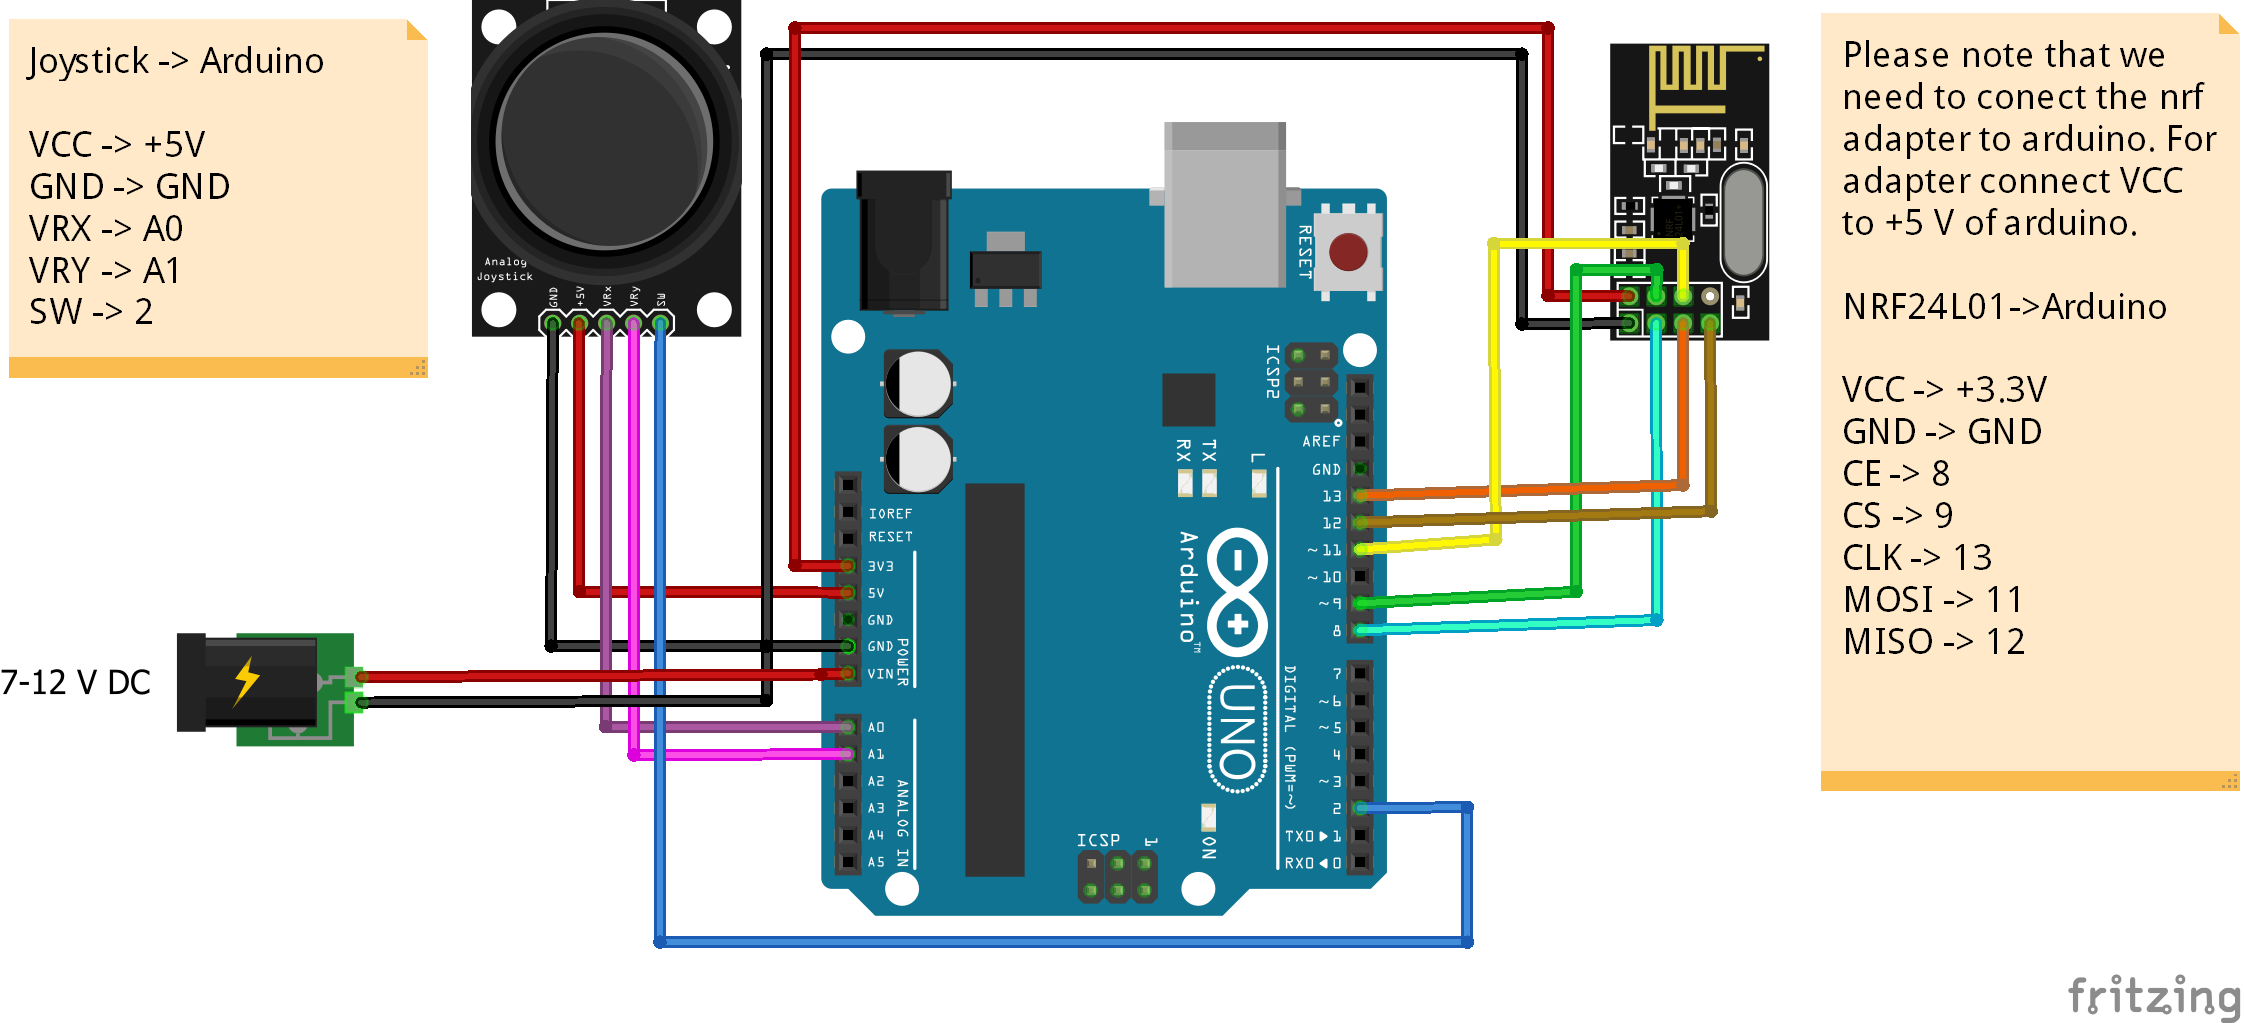 Joystick -> Arduino
VCC -> +5V
GND -> GND
VRX -> A0
VRY -> A1
SW -> 2
Analog
Joystick
GND
+5V
VRx
VRy
SW
Please note that we
need to conect the nrf
adapter to arduino. For
adapter connect VCC
to +5 V of arduino.
NRF24L01->Arduino
VCC -> +3.3V
GND -> GND
CE -> 8
CS -> 9
CLK -> 13
MOSI -> 11
MISO -> 12
7-12 V DC
RESET
ICSP2
AREF
GND
13
12
~11
~10
~9
8
7
~6
~5
4
~3
2
TX0▶1
RX0◀0
DIGITAL (PWM=~)
RX
TX
L
Arduino™
UNO
ON
ICSP
1
IOREF
RESET
3V3
5V
GND
GND
VIN
POWER
A0
A1
A2
A3
A4
A5
ANALOG IN
NRF
24L01+
fritzing